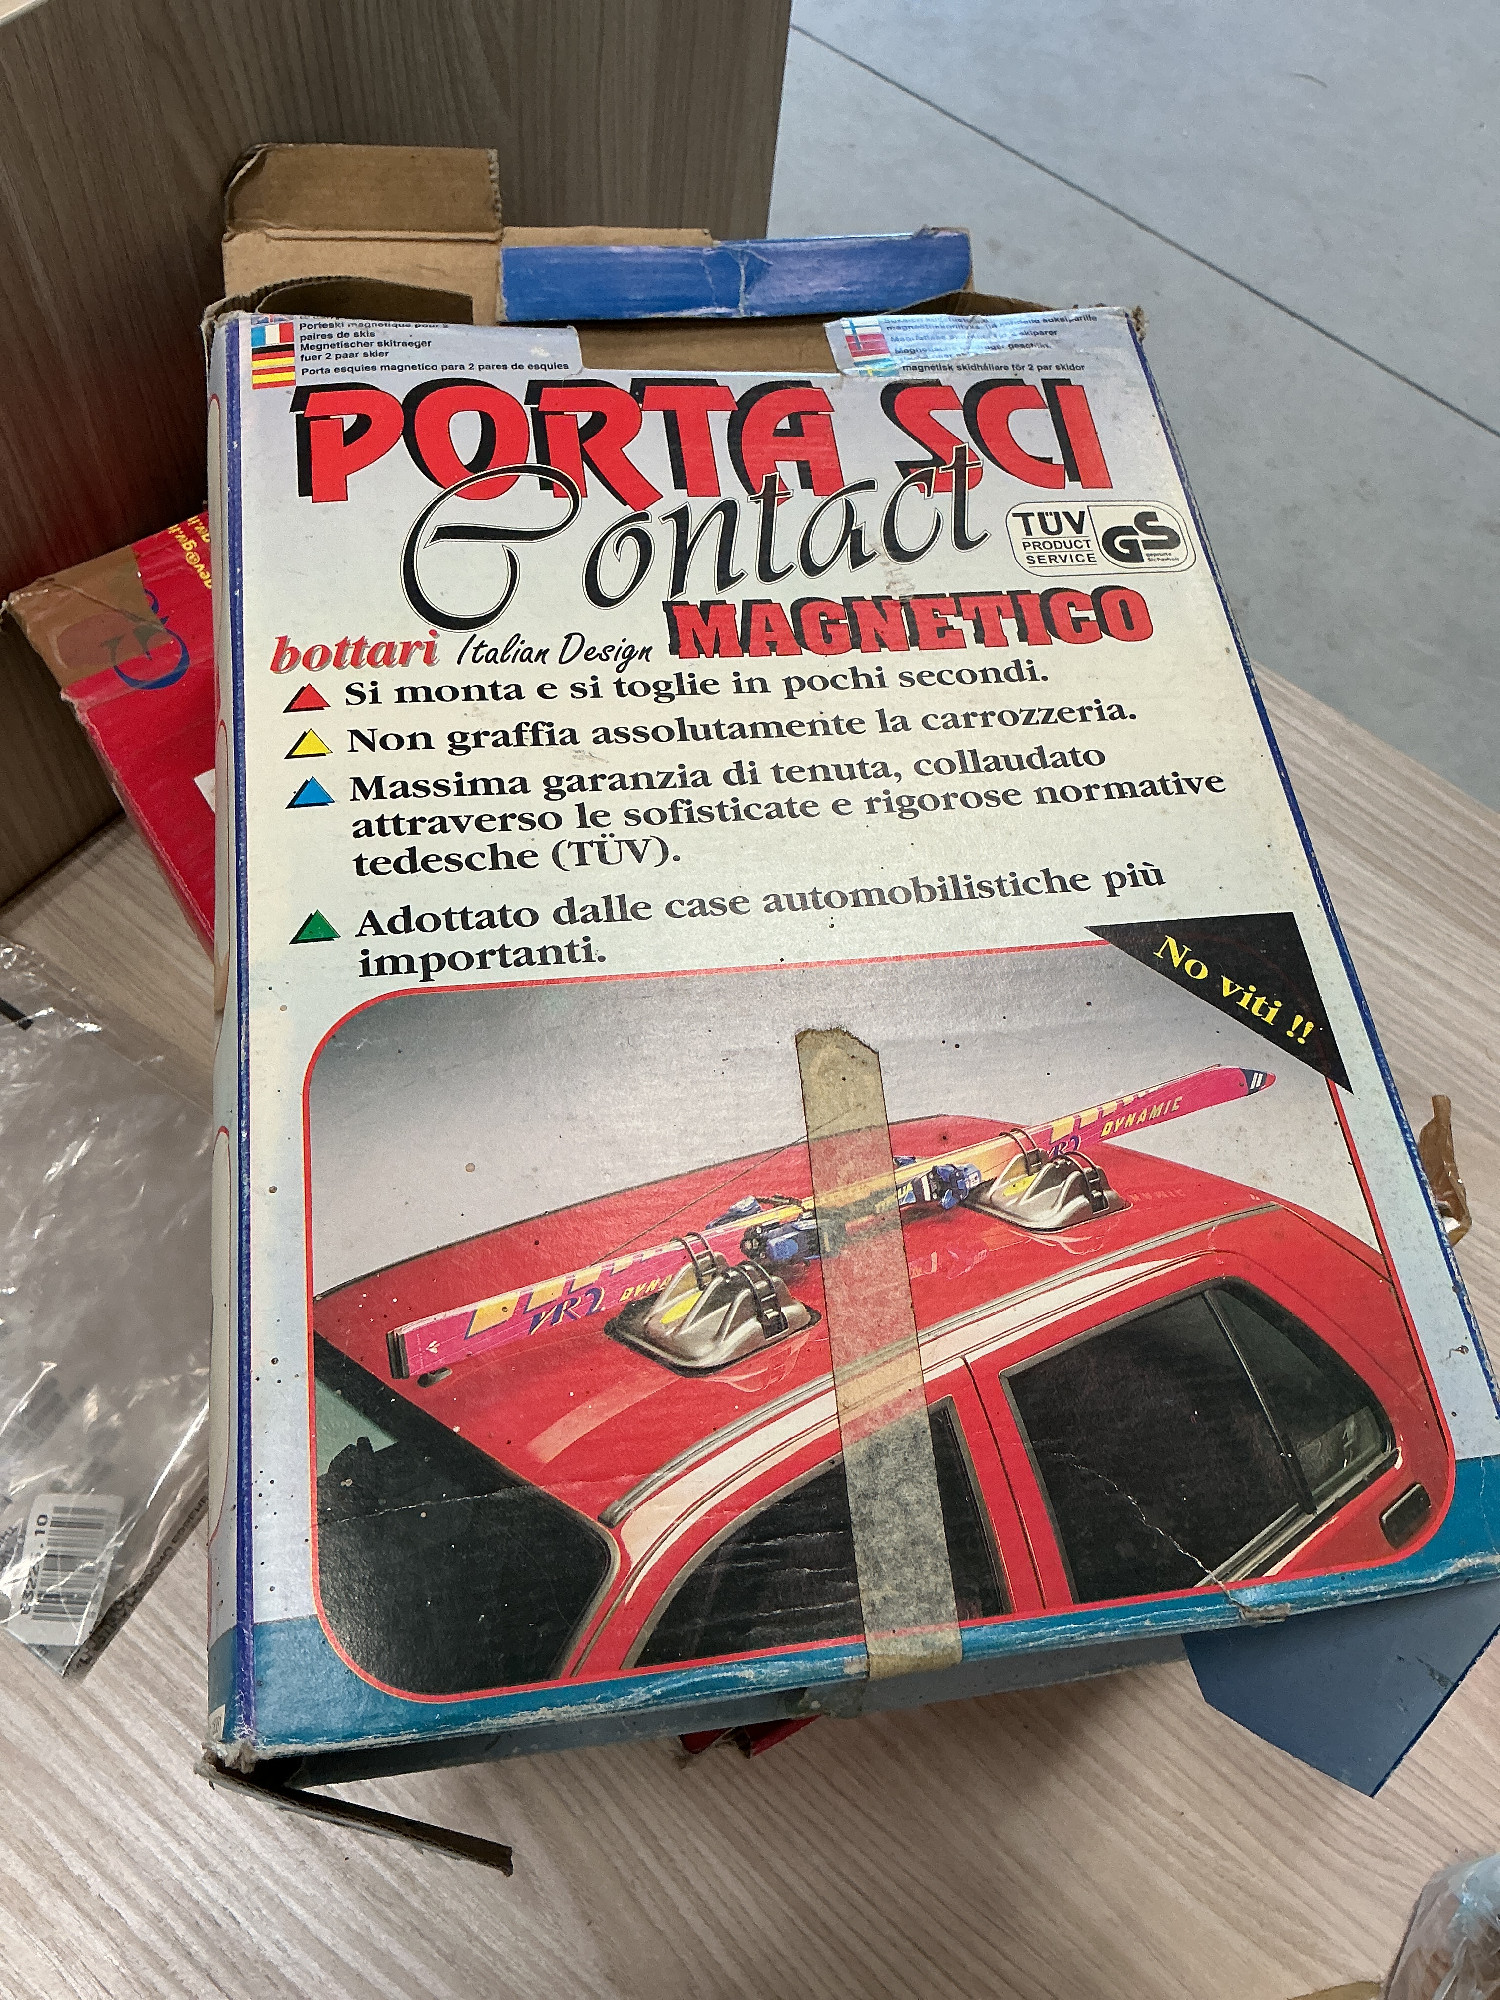 Porteski magnetique pour 2
paires de skis
Magnetischer skitraeger
fuer 2 paar skier
Porta esquies magnetico para 2 pares de esquies
magnetisk skidhållare för 2 par skidor
PORTA SCI
Contact
TÜV
PRODUCT
SERVICE
GS
MAGNETICO
bottari Italian Design
Si monta e si toglie in pochi secondi.
Non graffia assolutamente la carrozzeria.
Massima garanzia di tenuta, collaudato
attraverso le sofisticate e rigorose normative
tedesche (TÜV).
Adottato dalle case automobilistiche più
importanti.
No viti !!
DYNAMIC
VR7
VR7 DYNA